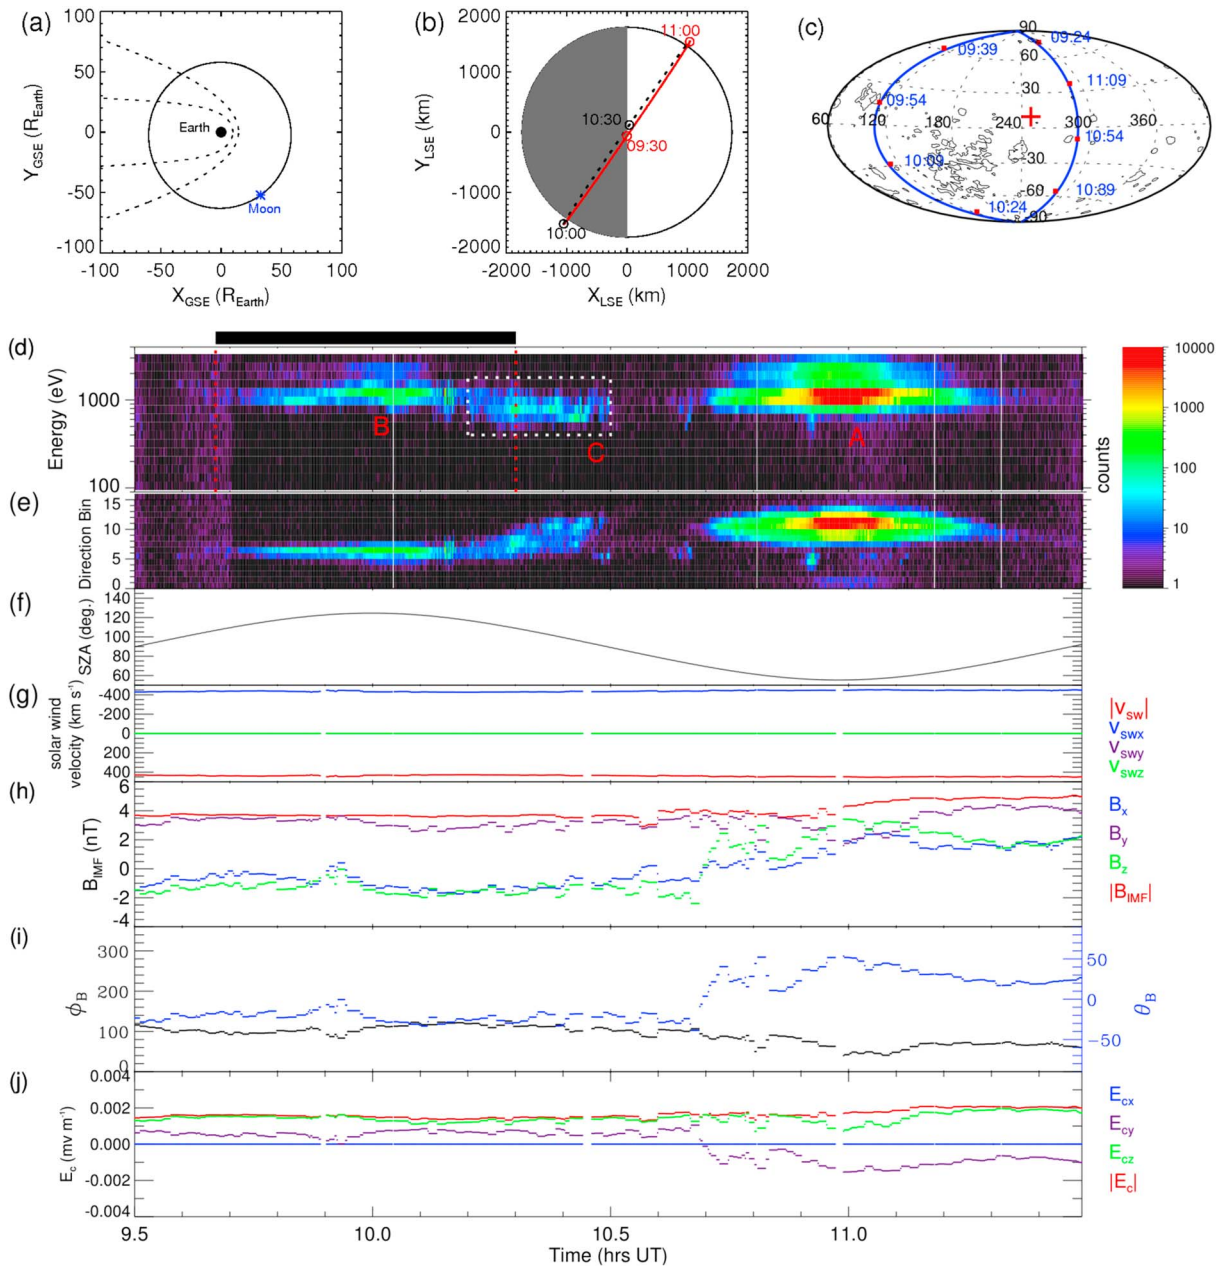 (a)
100
50
0
-50
-100
Y_GSE (R_Earth)
Earth
Moon
-100 -50 0 50 100
X_GSE (R_Earth)
(b)
2000
1000
0
-1000
-2000
Y_LSE (km)
11:00
10:30
09:30
10:00
-2000 -1000 0 1000 2000
X_LSE (km)
(c)
90
60
30
09:39
09:24
11:09
09:54
60 120 180 240 300 360
10:54
10:09
-30
-60
10:39
10:24
-90
(d)
Energy (eV)
1000
100
B
C
A
counts
10000
1000
100
10
1
(e)
Direction Bin
15
10
5
0
(f)
SZA (deg.)
140
120
100
80
60
(g)
solar wind
velocity (km s⁻¹)
-400
-200
0
200
400
|v_sw|
v_swx
v_swy
v_swz
(h)
B_IMF (nT)
6
4
2
0
-2
-4
B_x
B_y
B_z
|B_IMF|
(i)
ϕ_B
300
200
100
0
50
0
-50
θ_B
(j)
E_c (mv m⁻¹)
0.004
0.002
0.000
-0.002
-0.004
E_cx
E_cy
E_cz
|E_c|
9.5 10.0 10.5 11.0
Time (hrs UT)